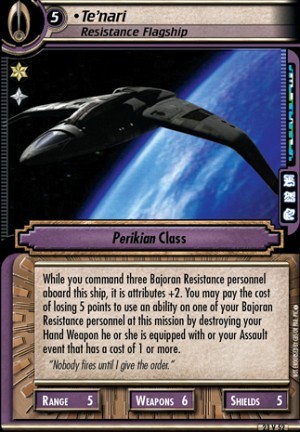 5
• Te'nari
Resistance Flagship
Perikian Class
While you command three Bajoran Resistance personnel
aboard this ship, it is attributes +2. You may pay the cost
of losing 5 points to use an ability on one of your Bajoran
Resistance personnel at this mission by destroying your
Hand Weapon he or she is equipped with or your Assault
event that has a cost of 1 or more.
"Nobody fires until I give the order."
RANGE 5
WEAPONS 6
SHIELDS 5
23 V 52